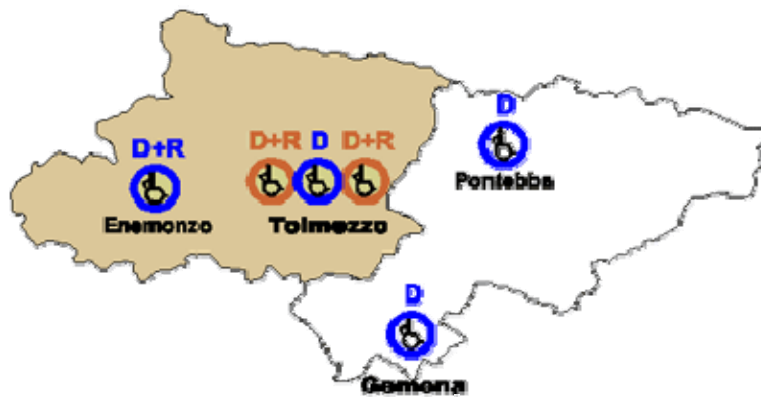 D
D+R D D+R
D+R
Pontebba
Enemonzo
Tolmezzo
D
Gemona